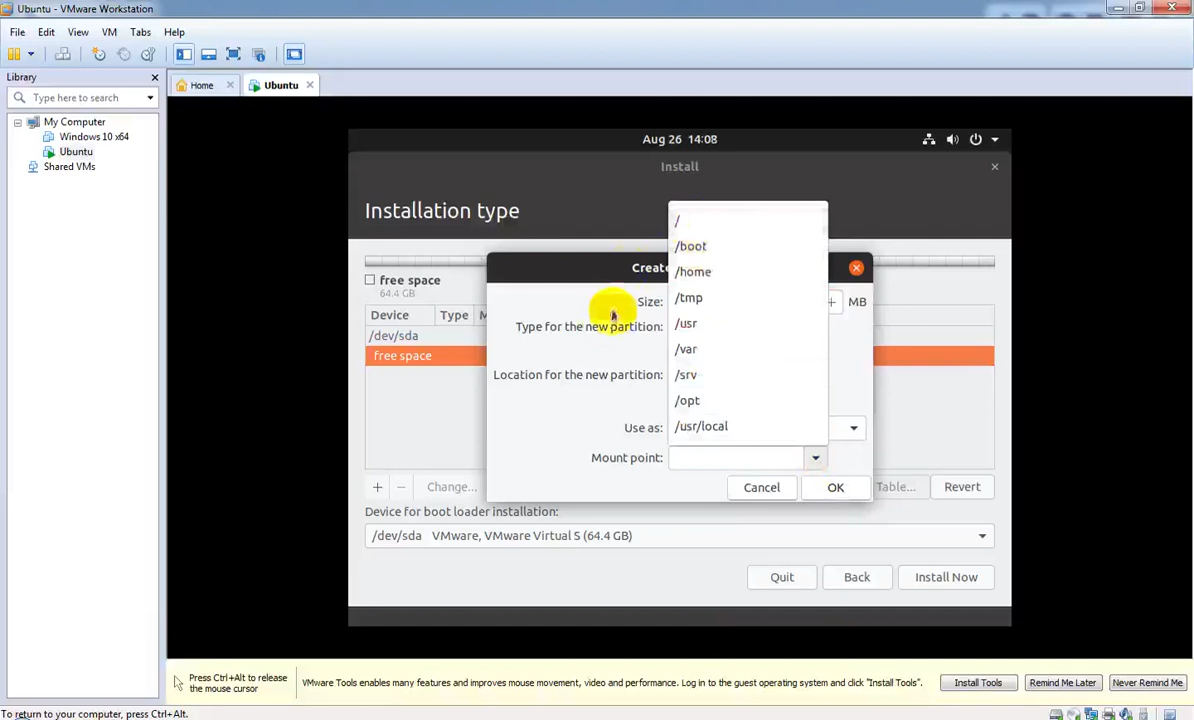 Ubuntu - VMware Workstation
File Edit View VM Tabs Help
Library
Type here to search
My Computer
Windows 10 x64
Ubuntu
Shared VMs
Home Ubuntu
Aug 26 14:08
Install
Installation type
free space
64.4 GB
Device Type
/dev/sda
free space
Size: MB
Type for the new partition:
Location for the new partition:
Use as:
Mount point:
/
/boot
/home
/tmp
/usr
/var
/srv
/opt
/usr/local
Cancel OK
+ − Change... Table... Revert
Device for boot loader installation:
/dev/sda VMware, VMware Virtual S (64.4 GB)
Quit Back Install Now
Press Ctrl+Alt to release
the mouse cursor
VMware Tools enables many features and improves mouse movement, video and performance. Log in to the guest operating system and click "Install Tools".
Install Tools Remind Me Later Never Remind Me
To return to your computer, press Ctrl+Alt.